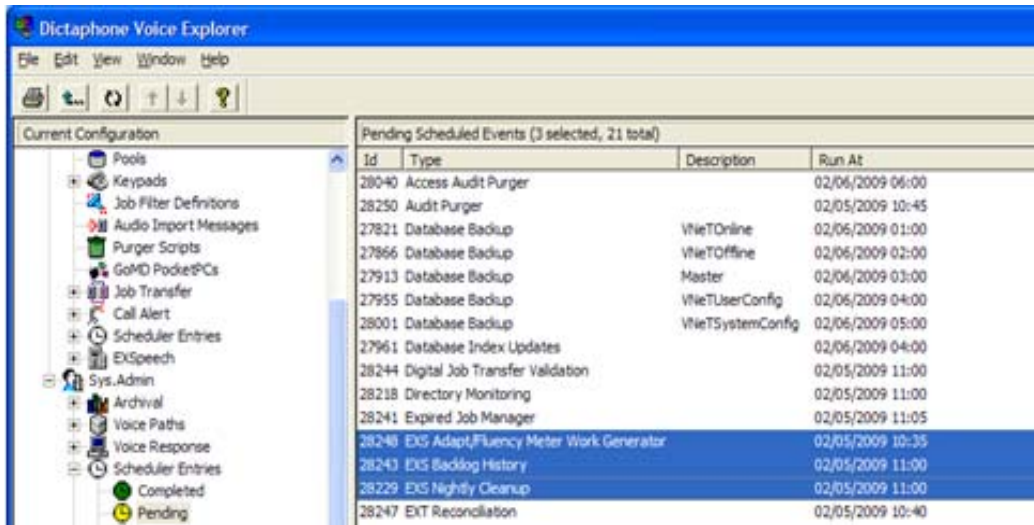 Dictaphone Voice Explorer
File Edit View Window Help
Current Configuration
Pools
Keypads
Job Filter Definitions
Audio Import Messages
Purger Scripts
GoMD PocketPCs
Job Transfer
Call Alert
Scheduler Entries
EXSpeech
Sys.Admin
Archival
Voice Paths
Voice Response
Scheduler Entries
Completed
Pending
Pending Scheduled Events (3 selected, 21 total)
Id Type Description Run At
28040 Access Audit Purger 02/06/2009 06:00
28250 Audit Purger 02/05/2009 10:45
27821 Database Backup VNeTOnline 02/06/2009 01:00
27866 Database Backup VNeTOffline 02/06/2009 02:00
27913 Database Backup Master 02/06/2009 03:00
27955 Database Backup VNeTUserConfig 02/06/2009 04:00
28001 Database Backup VNeTSystemConfig 02/06/2009 05:00
27961 Database Index Updates 02/06/2009 04:00
28244 Digital Job Transfer Validation 02/05/2009 11:00
28218 Directory Monitoring 02/05/2009 11:00
28241 Expired Job Manager 02/05/2009 11:05
28248 EXS Adapt/Fluency Meter Work Generator 02/05/2009 10:35
28243 EXS Backlog History 02/05/2009 11:00
28229 EXS Nightly Cleanup 02/05/2009 11:00
28247 EXT Reconciliation 02/05/2009 10:40